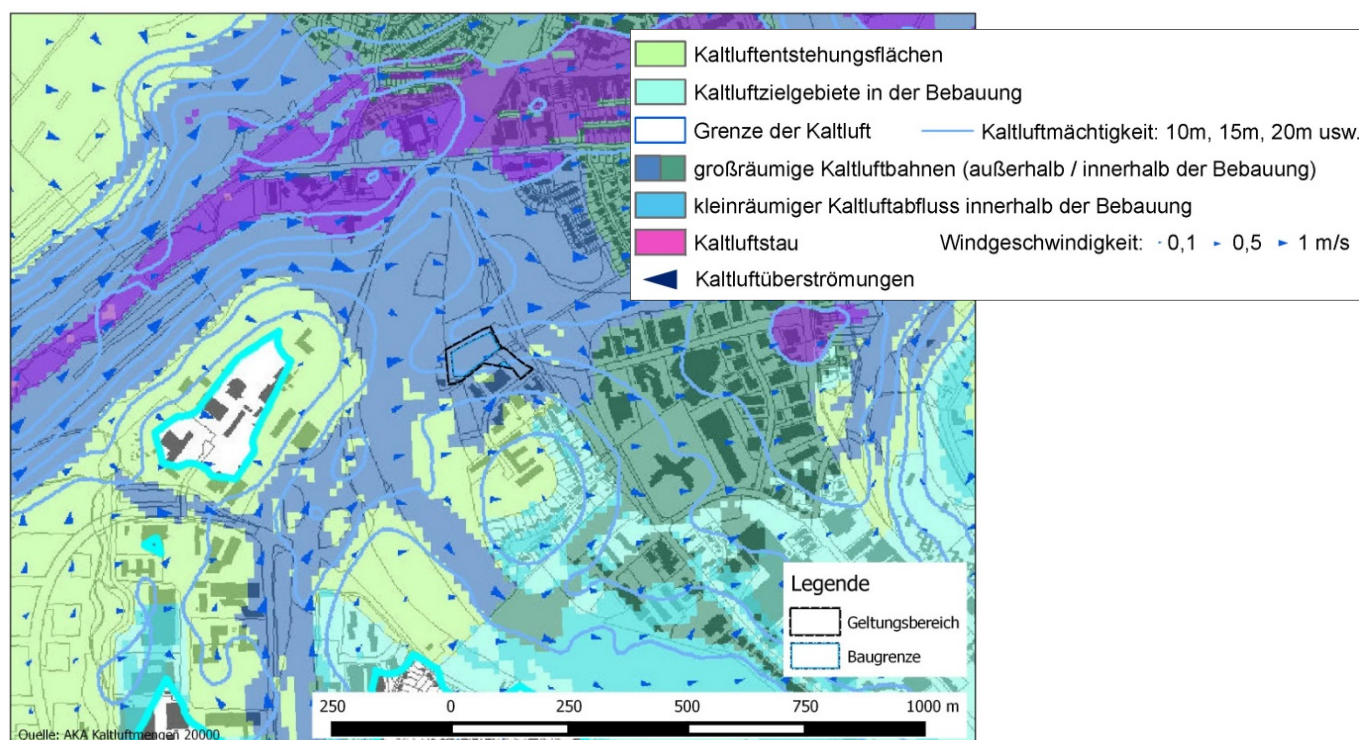 Kaltluftentstehungsflächen
Kaltluftzielgebiete in der Bebauung
Grenze der Kaltluft Kaltluftmächtigkeit: 10m, 15m, 20m usw.
großräumige Kaltluftbahnen (außerhalb / innerhalb der Bebauung)
kleinräumiger Kaltluftabfluss innerhalb der Bebauung
Kaltluftstau Windgeschwindigkeit: 0,1 0,5 1 m/s
Kaltluftüberströmungen
Legende
Geltungsbereich
Baugrenze
250 0 250 500 750 1000 m
Quelle: AKA Kaltluftmengen 20000